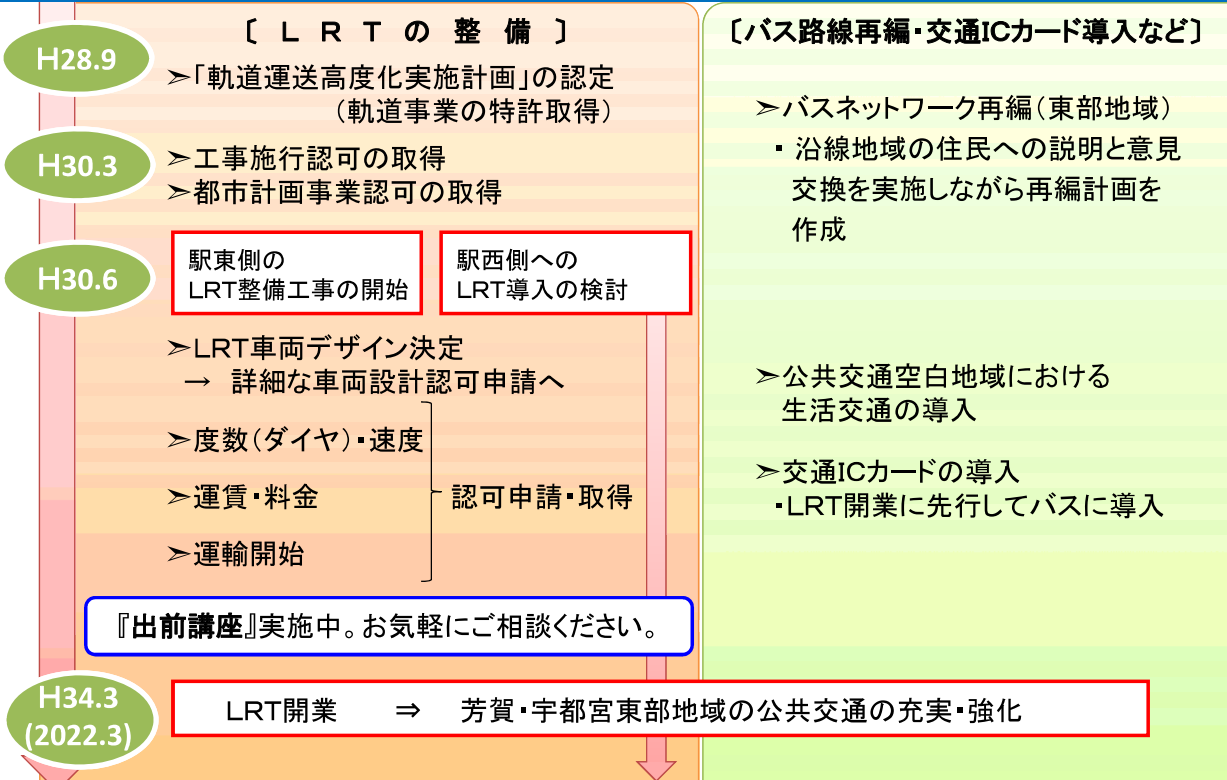 〔 LRTの整備 〕
H28.9
➢「軌道運送高度化実施計画」の認定
(軌道事業の特許取得)
H30.3
➢工事施行認可の取得
➢都市計画事業認可の取得
H30.6
駅東側の
LRT整備工事の開始
駅西側への
LRT導入の検討
➢LRT車両デザイン決定
→ 詳細な車両設計認可申請へ
➢度数(ダイヤ)・速度
➢運賃・料金
認可申請・取得
➢運輸開始
『出前講座』実施中。お気軽にご相談ください。
〔バス路線再編・交通ICカード導入など〕
➢バスネットワーク再編(東部地域)
・沿線地域の住民への説明と意見
交換を実施しながら再編計画を
作成
➢公共交通空白地域における
生活交通の導入
➢交通ICカードの導入
・LRT開業に先行してバスに導入
H34.3
(2022.3)
LRT開業 ⇒ 芳賀・宇都宮東部地域の公共交通の充実・強化